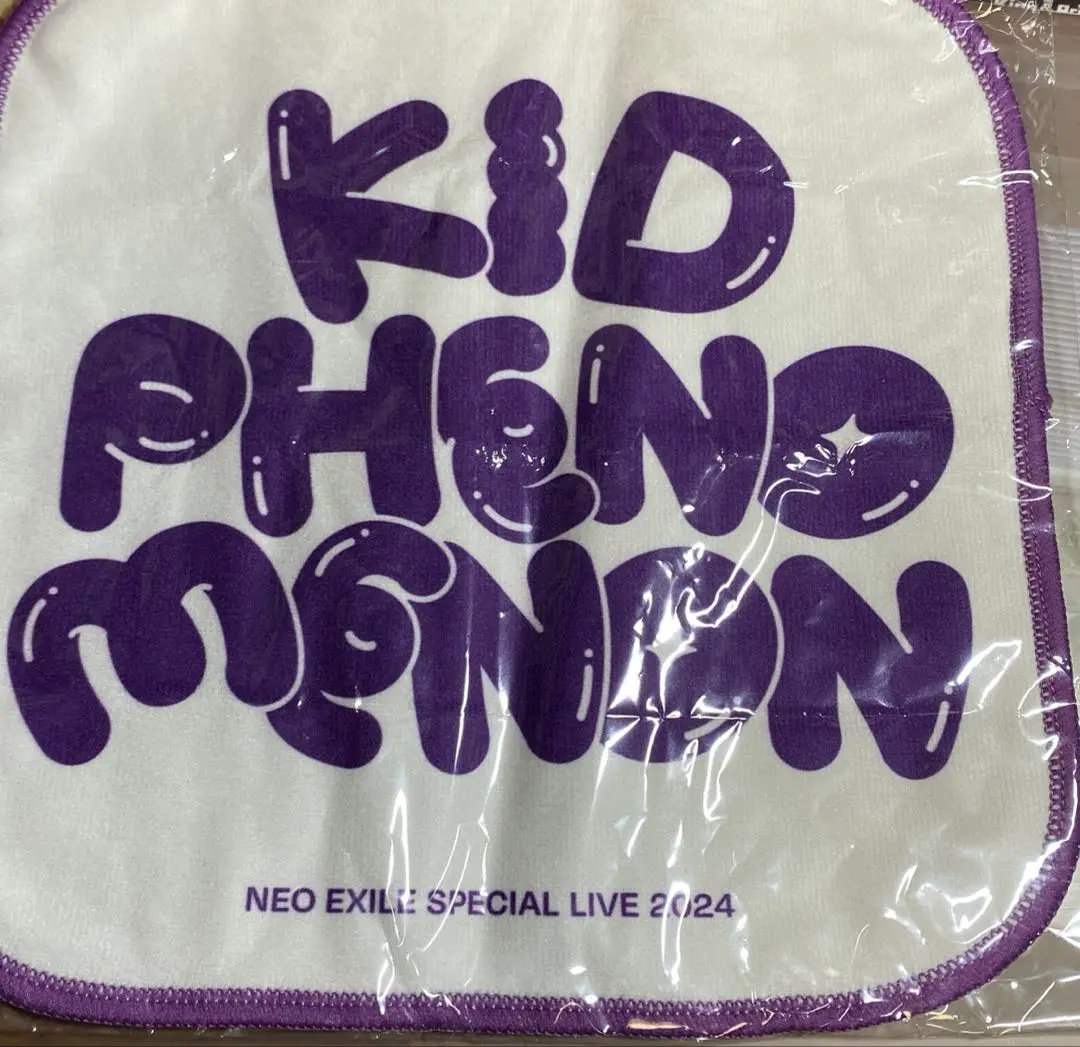 KID
PHENO
MENON
NEO EXILE SPECIAL LIVE 2024